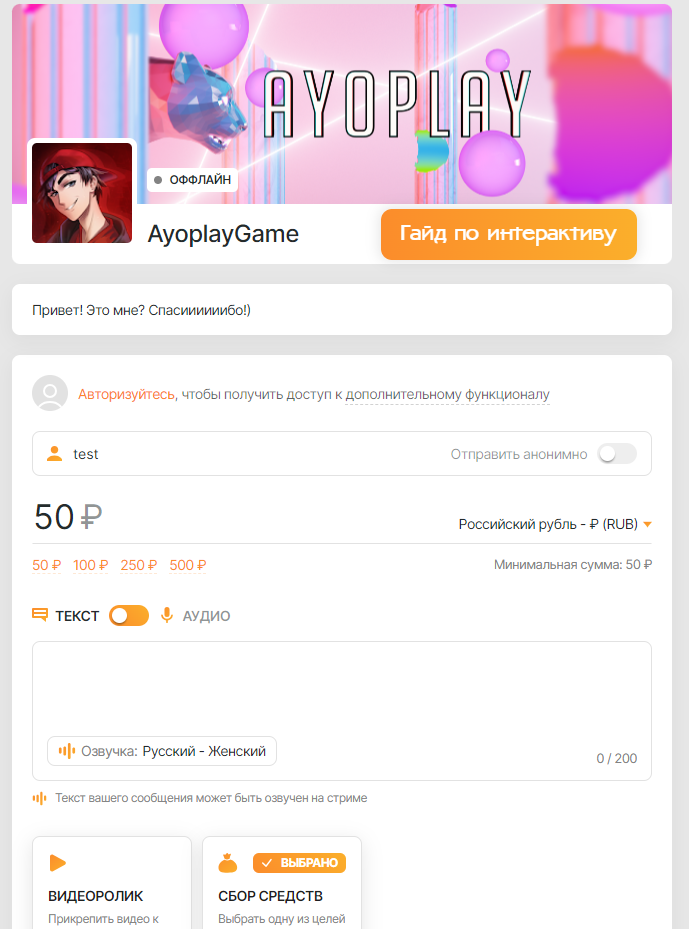 AYOPLAY
ОФФЛАЙН
AyoplayGame
Гайд по интерактиву
Привет! Это мне? Спасиииииибо!)
Авторизуйтесь, чтобы получить доступ к дополнительному функционалу
test
Отправить анонимно
50 ₽
Российский рубль - ₽ (RUB)
50 ₽ 100 ₽ 250 ₽ 500 ₽
Минимальная сумма: 50 ₽
ТЕКСТ
АУДИО
Озвучка: Русский - Женский
0 / 200
Текст вашего сообщения может быть озвучен на стриме
ВИДЕОРОЛИК
Прикрепить видео к
ВЫБРАНО
СБОР СРЕДСТВ
Выбрать одну из целей